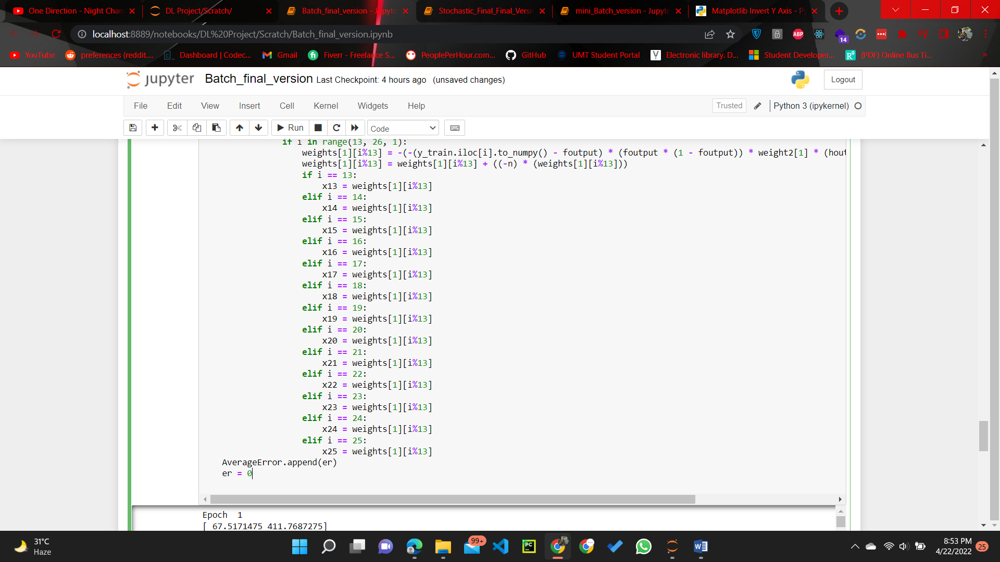 One Direction - Night Chan
DL Project/Scratch/
Batch_final_version - Jupyte
Stochastic_Final_Final_Versi
mini_Batch_version - Jupyte
Matplotlib Invert Y Axis - Py
localhost:8889/notebooks/DL%20Project/Scratch/Batch_final_version.ipynb
ABP
14
YouTube
preferences (reddit....
Dashboard | Codec...
Gmail
Fiverr - Freelance S...
PeoplePerHour.com...
GitHub
UMT Student Portal
Electronic library. D...
Student Developer...
(PDF) Online Bus Ti...
»
jupyter Batch_final_version Last Checkpoint: 4 hours ago (unsaved changes)
Logout
File Edit View Insert Cell Kernel Widgets Help
Trusted
Python 3 (ipykernel)
Run
Code
if i in range(13, 26, 1):
weights[1][i%13] = -(-(y_train.iloc[i].to_numpy() - foutput) * (foutput * (1 - foutput)) * weight2[1] * (hout
weights[1][i%13] = weights[1][i%13] + ((-n) * (weights[1][i%13]))
if i == 13:
x13 = weights[1][i%13]
elif i == 14:
x14 = weights[1][i%13]
elif i == 15:
x15 = weights[1][i%13]
elif i == 16:
x16 = weights[1][i%13]
elif i == 17:
x17 = weights[1][i%13]
elif i == 18:
x18 = weights[1][i%13]
elif i == 19:
x19 = weights[1][i%13]
elif i == 20:
x20 = weights[1][i%13]
elif i == 21:
x21 = weights[1][i%13]
elif i == 22:
x22 = weights[1][i%13]
elif i == 23:
x23 = weights[1][i%13]
elif i == 24:
x24 = weights[1][i%13]
elif i == 25:
x25 = weights[1][i%13]
AverageError.append(er)
er = 0
Epoch 1
[ 67.5171475 411.7687275]
31°C
Haze
99+
PC
8:53 PM
4/22/2022
25